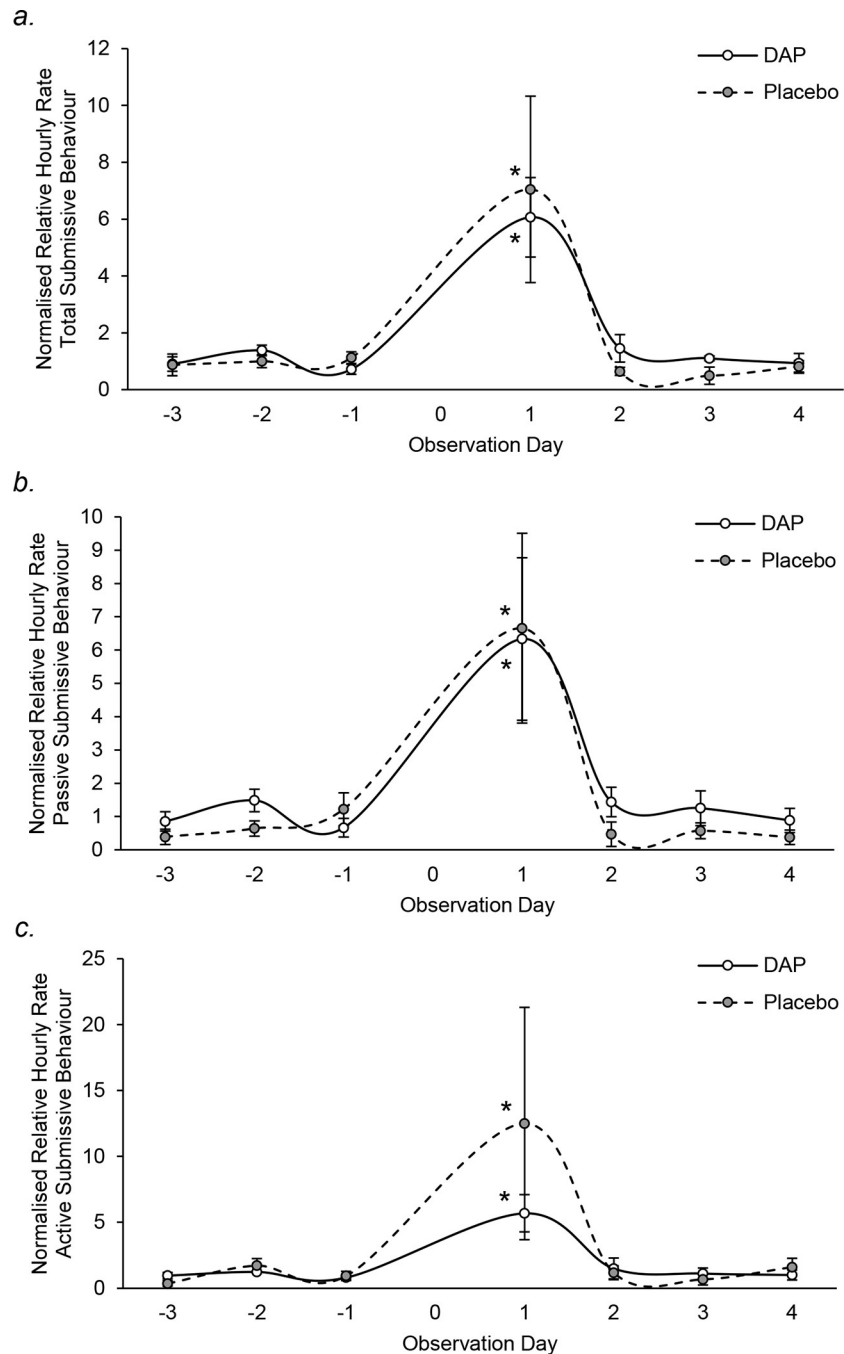 a.
Normalised Relative Hourly Rate
Total Submissive Behaviour
12
10
8
6
4
2
0
*
*
DAP
Placebo
-3 -2 -1 0 1 2 3 4
Observation Day
b.
Normalised Relative Hourly Rate
Passive Submissive Behaviour
10
9
8
7
6
5
4
3
2
1
0
*
*
DAP
Placebo
-3 -2 -1 0 1 2 3 4
Observation Day
c.
Normalised Relative Hourly Rate
Active Submissive Behaviour
25
20
15
10
5
0
*
*
DAP
Placebo
-3 -2 -1 0 1 2 3 4
Observation Day